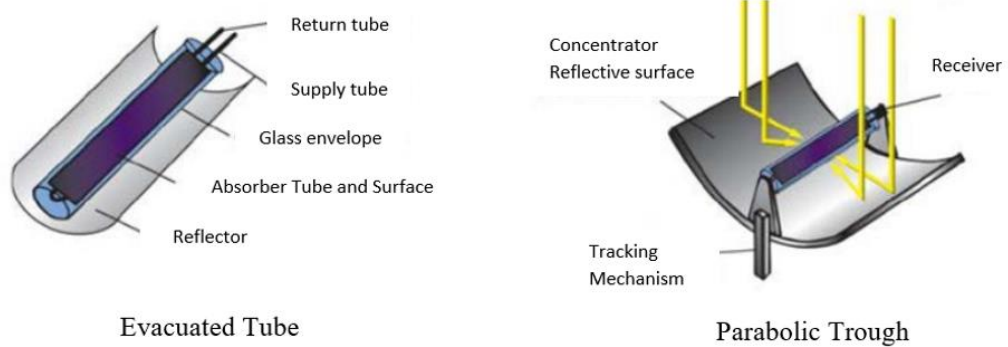 Return tube
Supply tube
Glass envelope
Absorber Tube and Surface
Reflector
Evacuated Tube
Concentrator
Reflective surface
Receiver
Tracking
Mechanism
Parabolic Trough